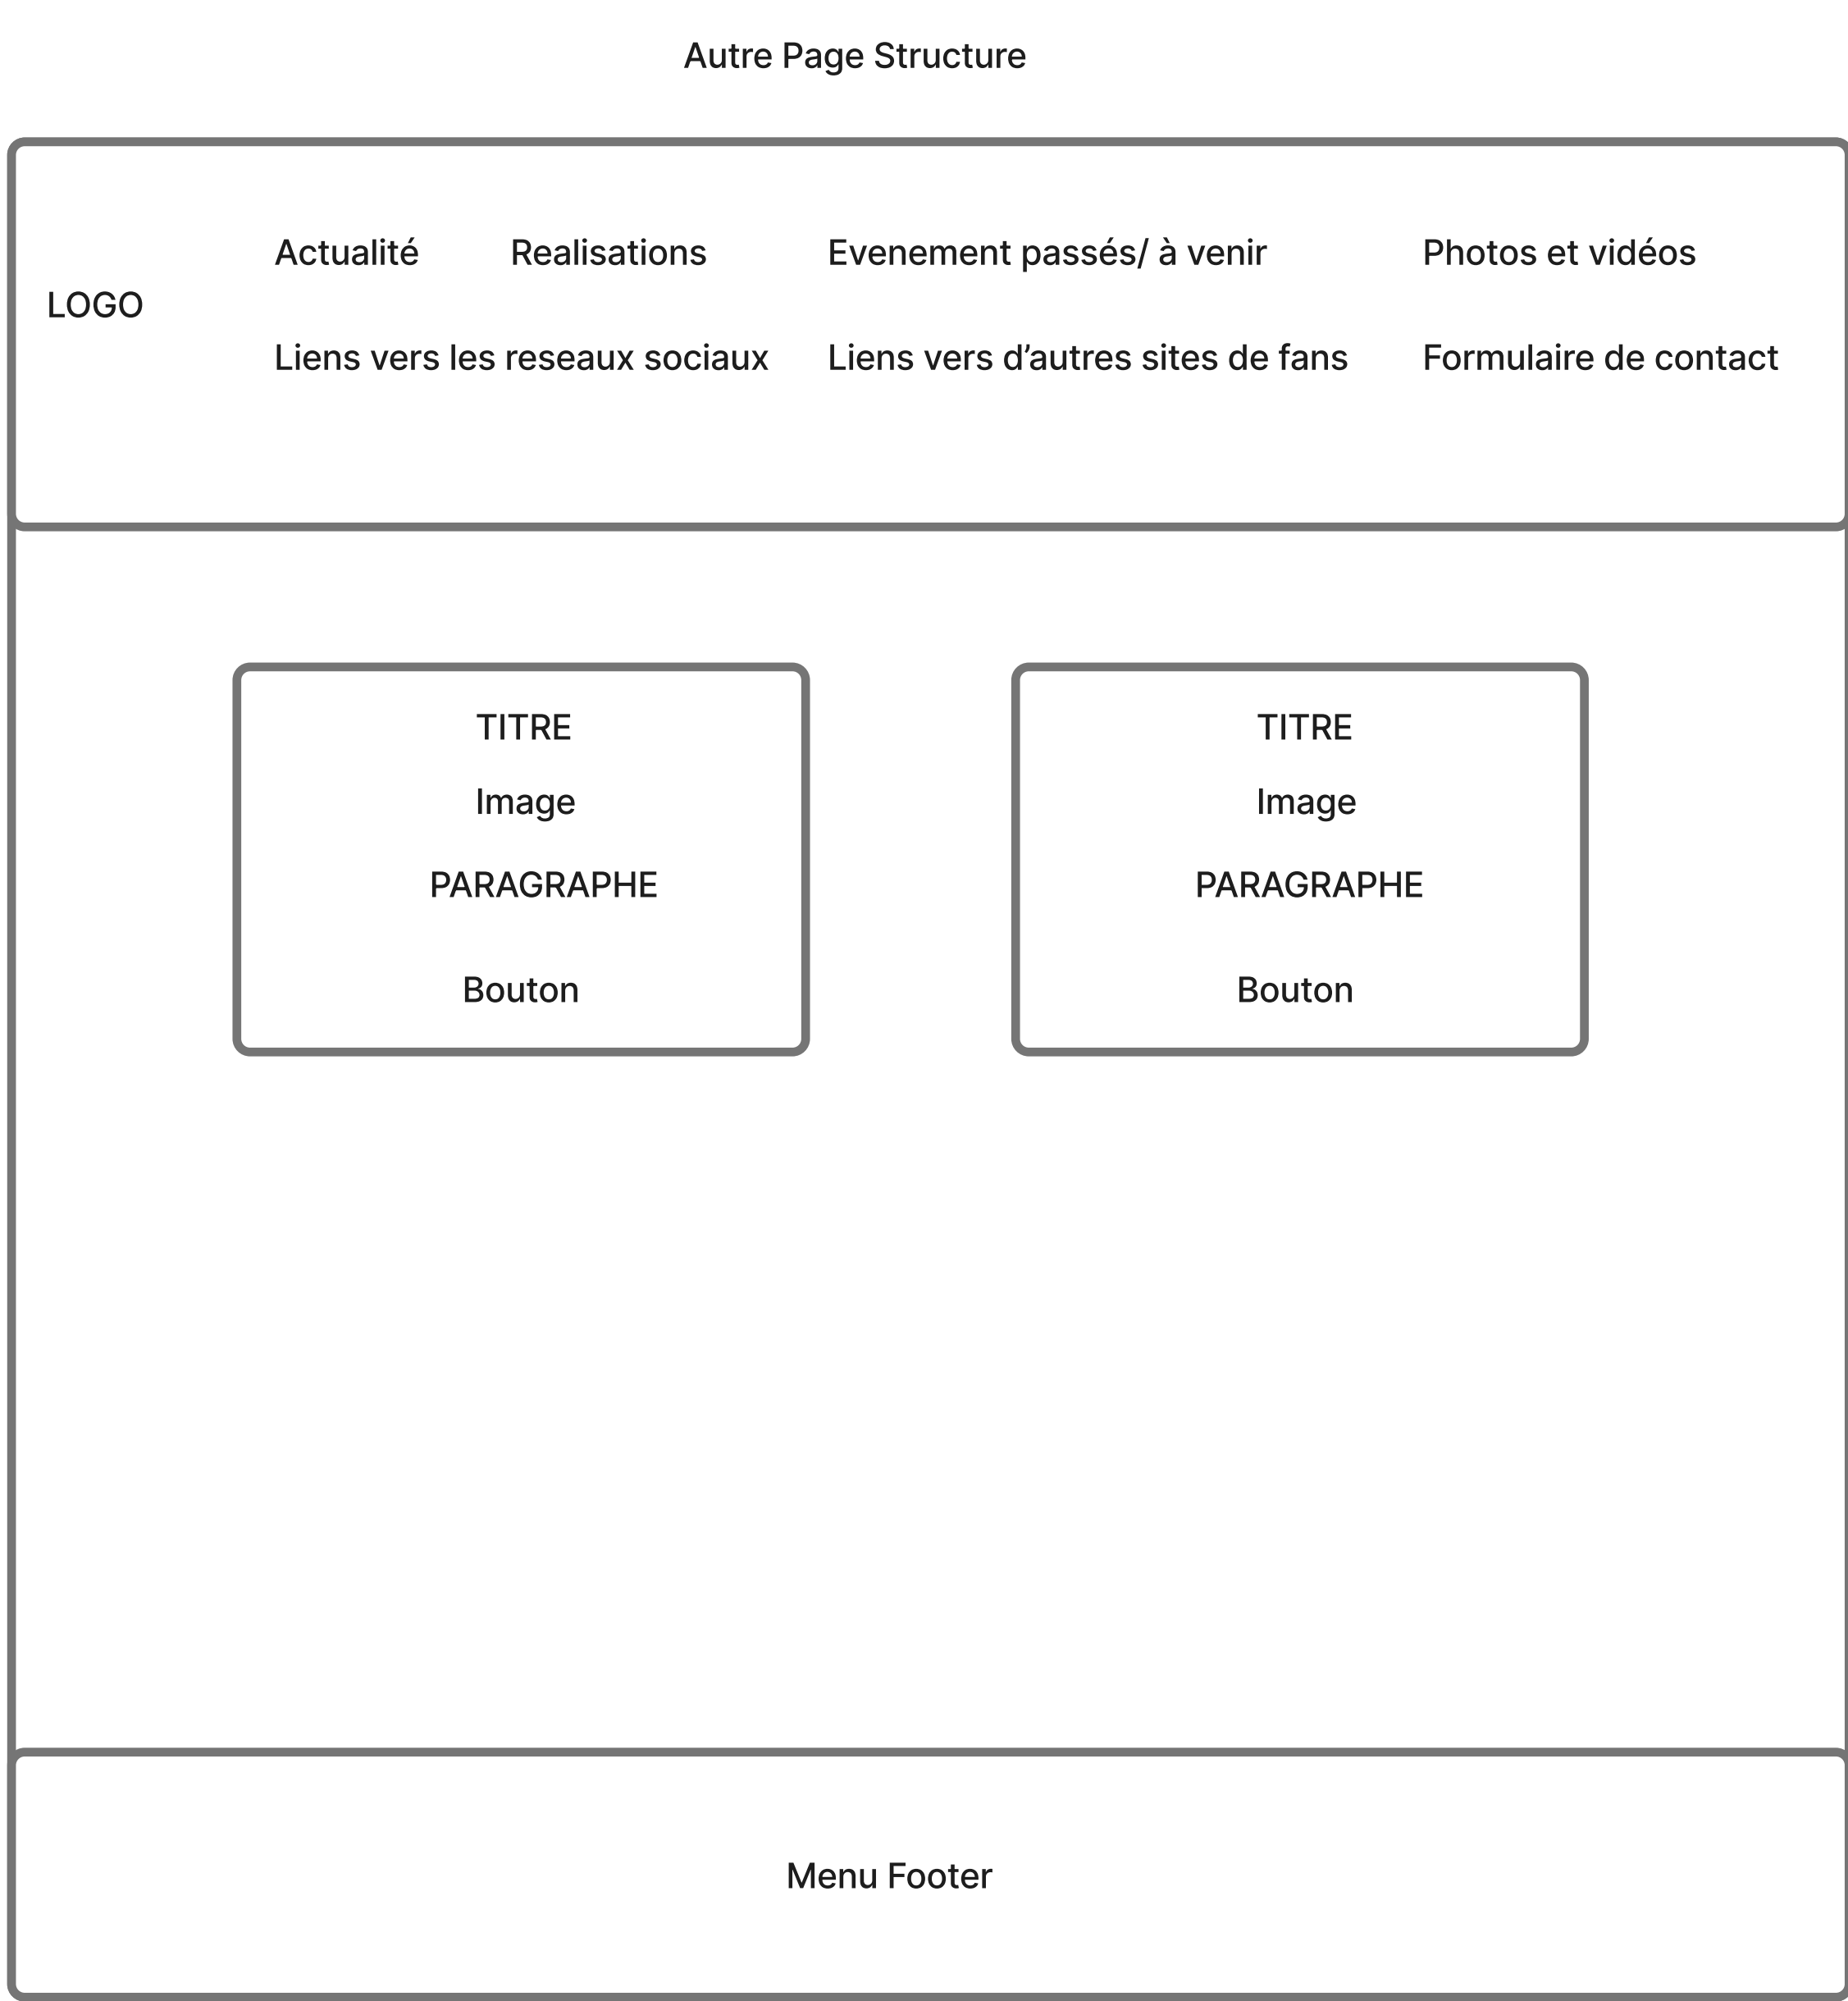 Autre Page Structure
Actualité
Realisations
Evenement passés/ à venir
Photos et vidéos
LOGO
Liens vers les reseaux sociaux
Liens vers d’autres sites de fans
Formulaire de contact
TITRE
Image
PARAGRAPHE
Bouton
TITRE
Image
PARAGRAPHE
Bouton
Menu Footer